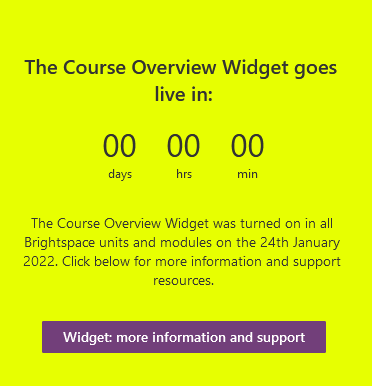 The Course Overview Widget goes
live in:
00 00 00
days hrs min
The Course Overview Widget was turned on in all
Brightspace units and modules on the 24th January
2022. Click below for more information and support
resources.
Widget: more information and support